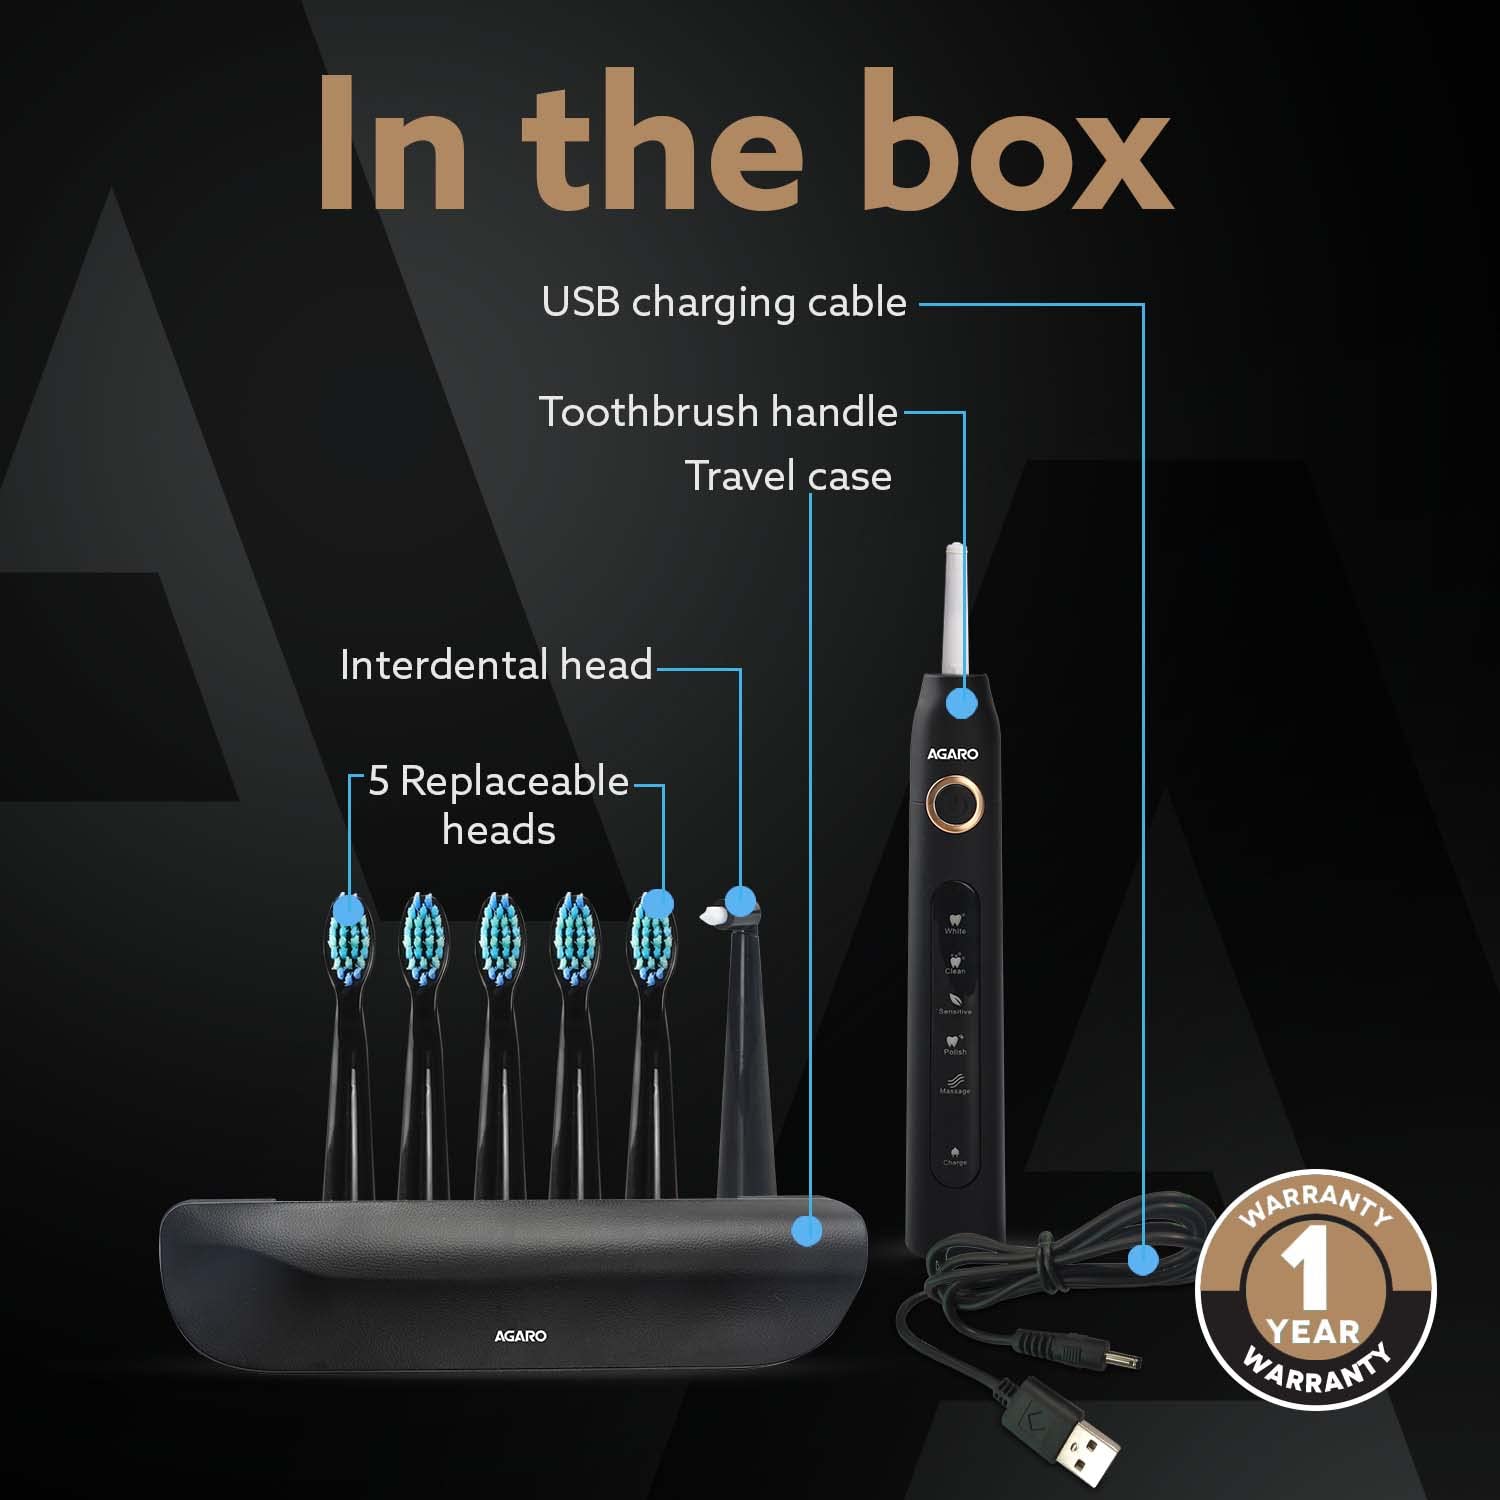 In the box
USB charging cable
Toothbrush handle
Travel case
Interdental head
5 Replaceable
heads
AGARO
White
Clean
Sensitive
Polish
Massage
Charge
AGARO
WARRANTY
1
YEAR
WARRANTY